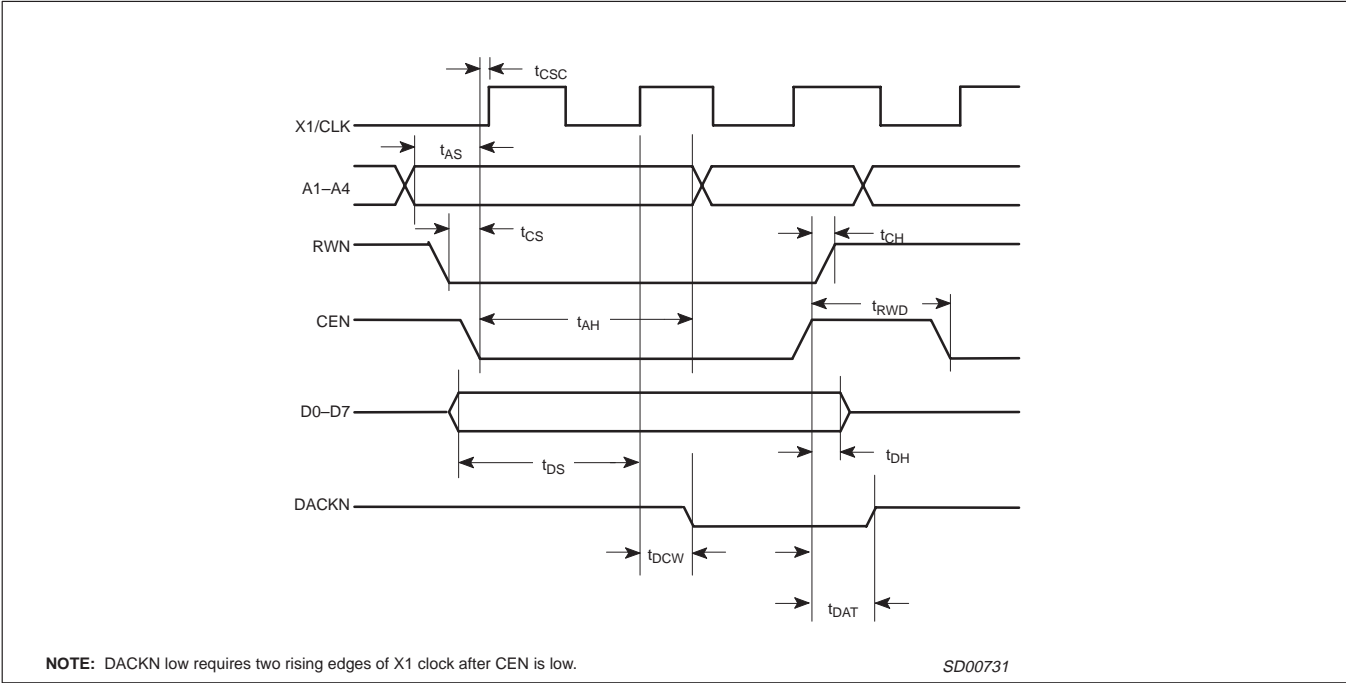 tCSC
X1/CLK
tAS
A1–A4
tCS
tCH
RWN
tRWD
CEN
tAH
D0–D7
tDH
tDS
DACKN
tDCW
tDAT
NOTE: DACKN low requires two rising edges of X1 clock after CEN is low.
SD00731